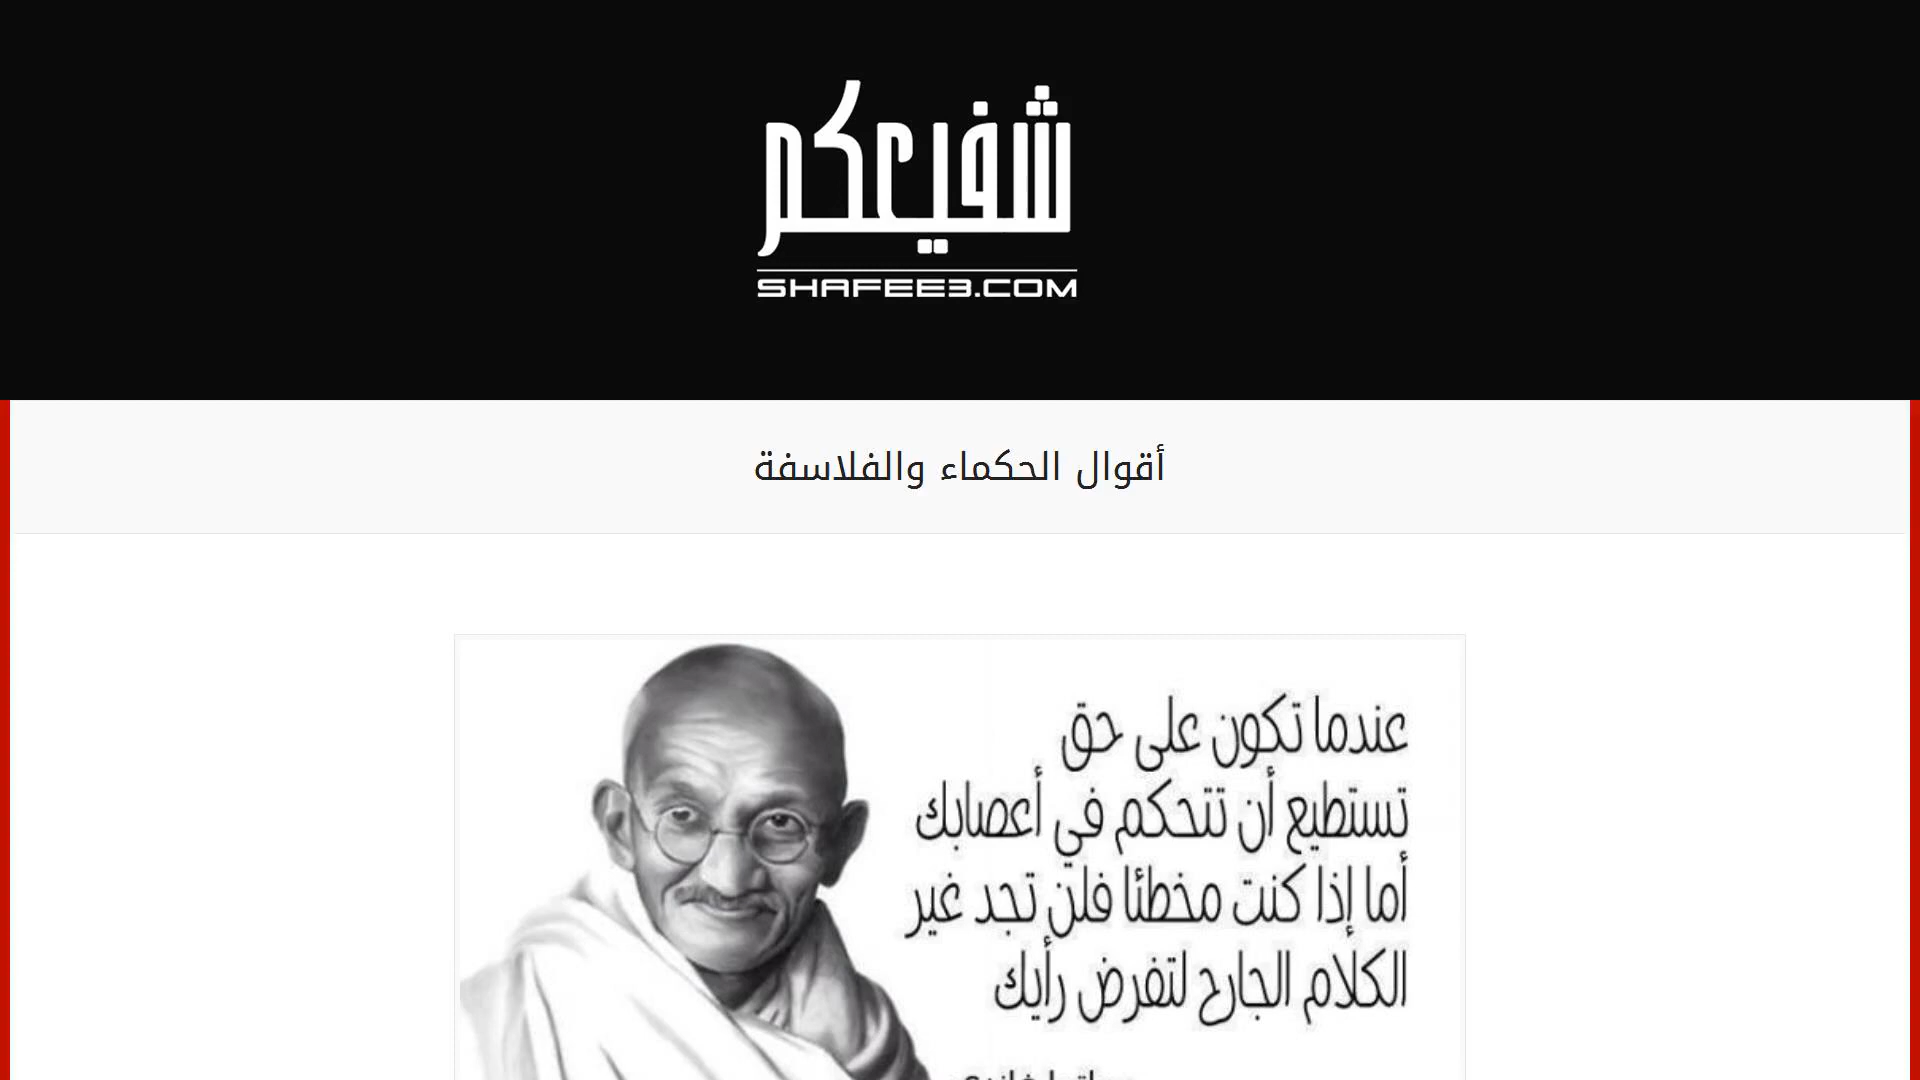 شفيعكم
SHAFEE3.COM
أقوال الحكماء والفلاسفة
عندما تكون على حق
تستطيع أن تتحكم في أعصابك
أما إذا كنت مخطئا فلن تجد غير
الكلام الجارح لتفرض رأيك